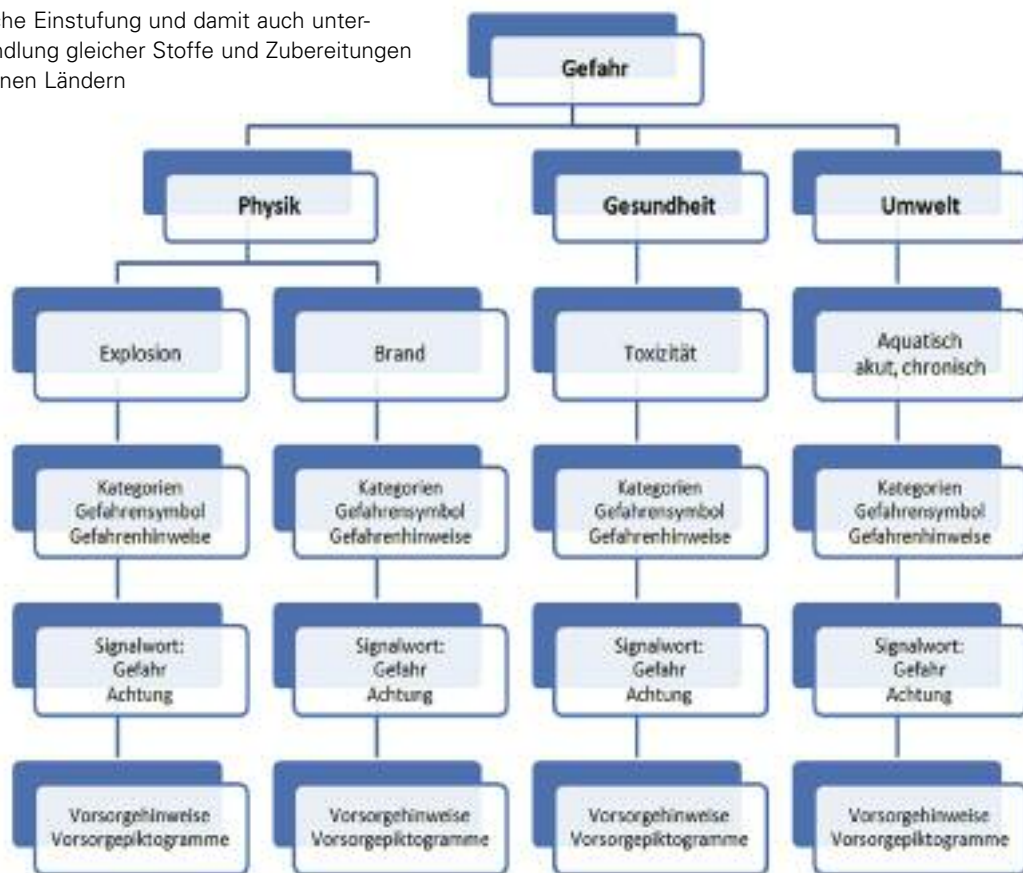 che Einstufung und damit auch unter-
ndlung gleicher Stoffe und Zubereitungen
nen Ländern
Gefahr
Physik
Gesundheit
Umwelt
Explosion
Brand
Toxizität
Aquatisch
akut, chronisch
Kategorien
Gefahrensymbol
Gefahrenhinweise
Kategorien
Gefahrensymbol
Gefahrenhinweise
Kategorien
Gefahrensymbol
Gefahrenhinweise
Kategorien
Gefahrensymbol
Gefahrenhinweise
Signalwort:
Gefahr
Achtung
Signalwort:
Gefahr
Achtung
Signalwort:
Gefahr
Achtung
Signalwort:
Gefahr
Achtung
Vorsorgehinweise
Vorsorgepiktogramme
Vorsorgehinweise
Vorsorgepiktogramme
Vorsorgehinweise
Vorsorgepiktogramme
Vorsorgehinweise
Vorsorgepiktogramme